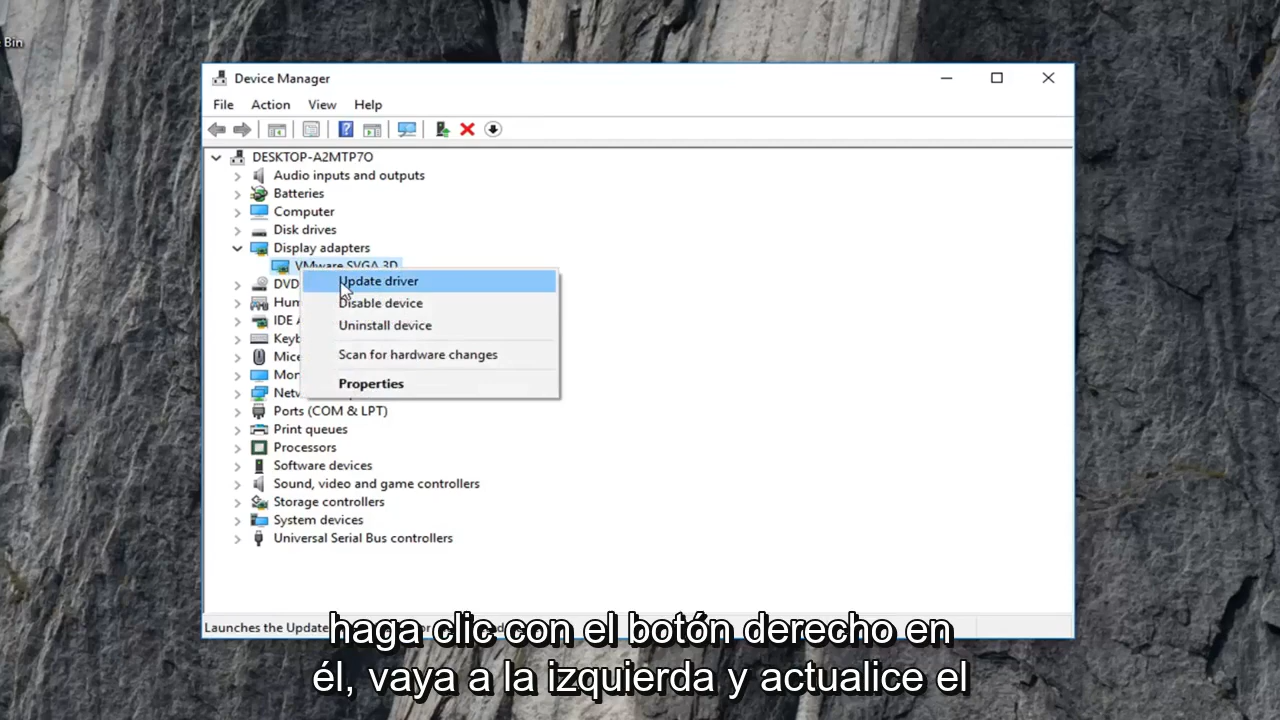 Bin
Device Manager
File Action View Help
DESKTOP-A2MTP7O
Audio inputs and outputs
Batteries
Computer
Disk drives
Display adapters
VMware SVGA 3D
Update driver
DVD
Disable device
Hum
IDE
Uninstall device
Keyb
Mice
Scan for hardware changes
Mon
Properties
Netw
Ports (COM & LPT)
Print queues
Processors
Software devices
Sound, video and game controllers
Storage controllers
System devices
Universal Serial Bus controllers
Launches the Update
haga clic con el botón derecho en
él, vaya a la izquierda y actualice el